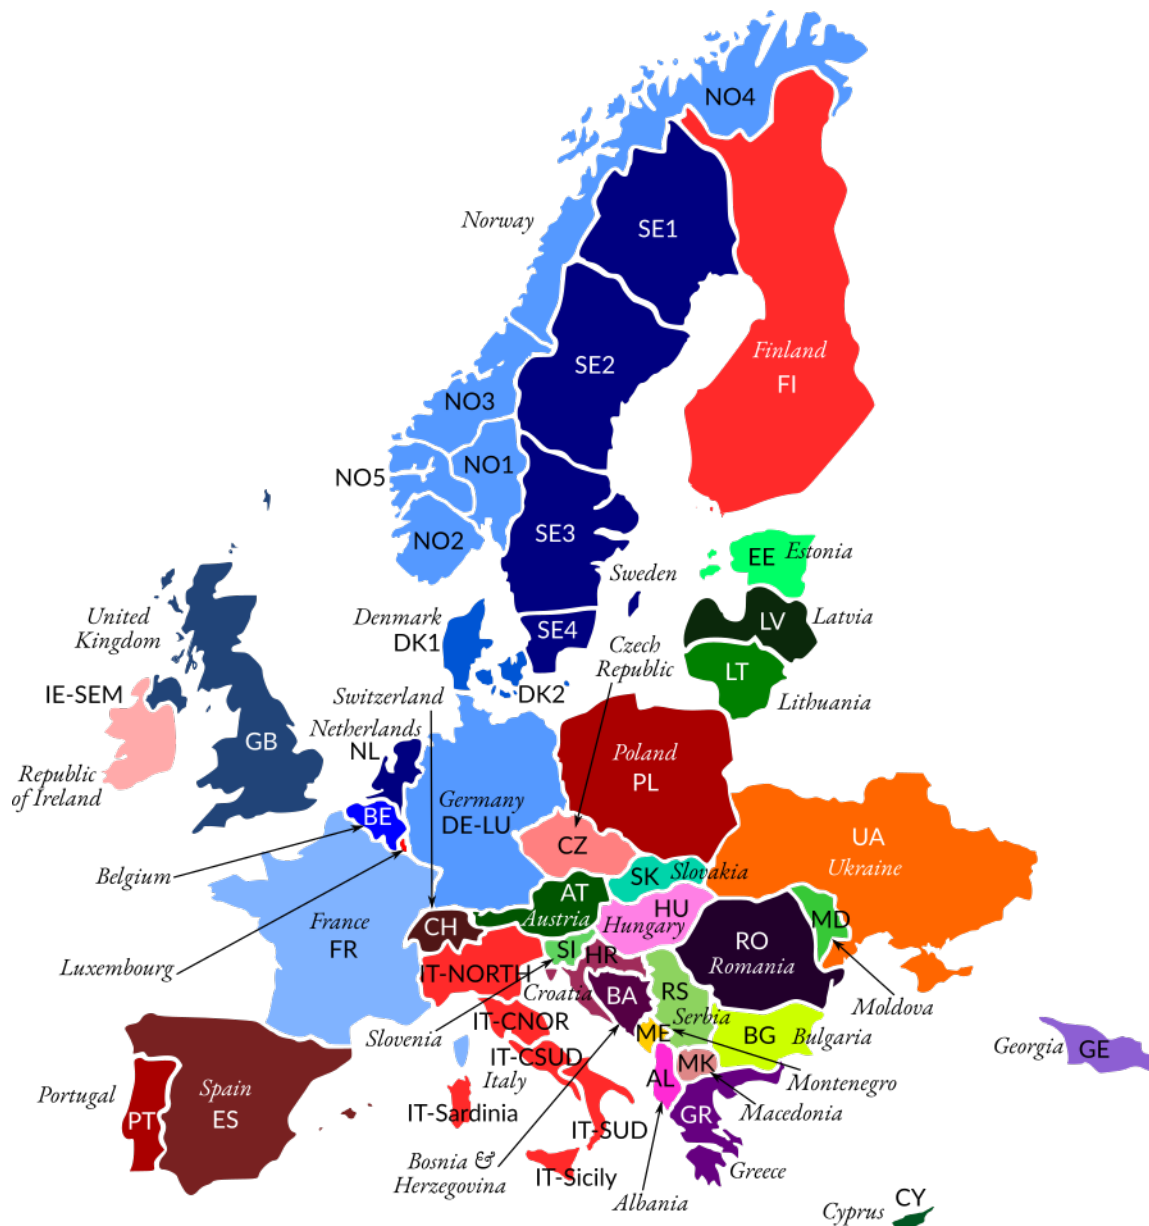 NO4
Norway
SE1
Finland
FI
SE2
NO3
NO1
NO5
SE3
NO2
EE
Estonia
Sweden
United
Kingdom
Denmark
DK1
SE4
LV
Latvia
Czech
Republic
LT
Lithuania
IE-SEM
Switzerland
DK2
Netherlands
NL
GB
Poland
PL
Republic
of Ireland
Germany
DE-LU
BE
CZ
UA
Ukraine
Belgium
SK
Slovakia
AT
Austria
HU
Hungary
France
FR
CH
MD
RO
Romania
SI
HR
Luxembourg
IT-NORTH
Croatia
BA
RS
Serbia
Moldova
Slovenia
IT-CNOR
ME
BG
Bulgaria
Georgia
GE
IT-CSUD
Italy
AL
MK
Montenegro
Portugal
PT
Spain
ES
IT-Sardinia
IT-SUD
GR
Macedonia
Bosnia &
Herzegovina
IT-Sicily
Albania
Greece
Cyprus
CY